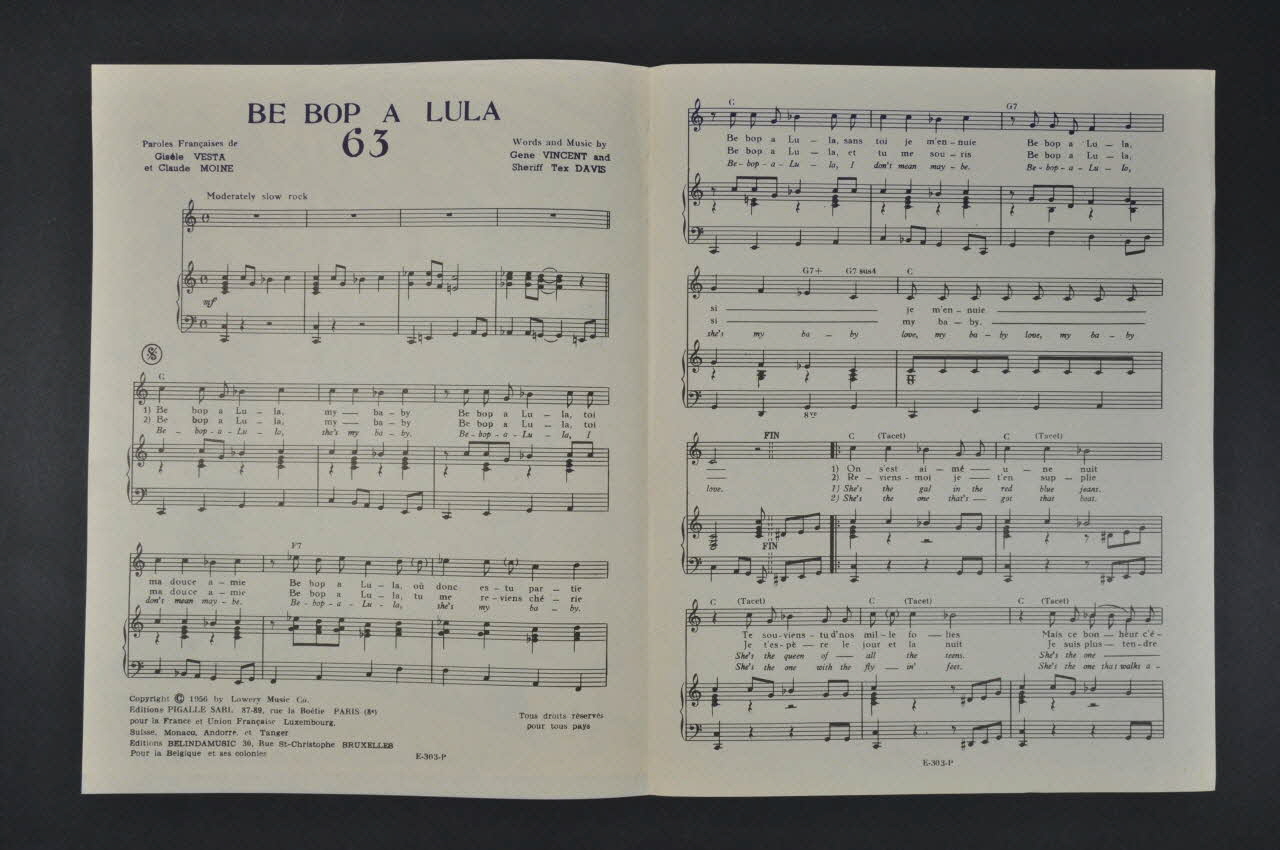 BE BOP A LULA
63
Paroles Françaises de
Gisèle VESTA
et Claude MOINE
Words and Music by
Gene VINCENT and
Sheriff Tex DAVIS
Moderately slow rock
mf
C
1) Be bop a Lu – la, my — ba – by Be bop a Lu – la, toi
2) Be bop a Lu – la, my — ba – by Be bop a Lu – la, toi
Be – bop – a – Lu – la, she's my ba – by. Be – bop – a – Lu – la, I
F7
ma douce a – mie Be bop a Lu – la, où donc es – tu par – tie
ma douce a – mie Be bop a Lu – la, tu me re – viens ché – rie
don't mean may – be. Be – bop – a – Lu – la, she's my ba – by.
Copyright © 1956 by Lowery Music Co.
Editions PIGALLE SARL 87-89, rue la Boétie PARIS (8e)
pour la France et Union Française Luxembourg,
Suisse, Monaco, Andorre, et Tanger
Editions BELINDAMUSIC 30, Rue St-Christophe BRUXELLES
Pour la Belgique et ses colonies
Tous droits réservés
pour tous pays
E-303-P
C G7
Be bop a Lu – la, sans toi je m'en – nuie Be bop a Lu – la,
Be bop a Lu – la, et tu me sou – ris Be bop a Lu – la,
Be – bop – a – Lu – la, I don't mean may – be. Be – bop – a – Lu – la,
G7+ G7 sus4 C
si je m'en – nuie
si my ba – by.
she's my ba – by love, my ba – by love, my ba – by
8ve
FIN C (Tacet) C (Tacet)
1) On s'est ai – mé — u – ne nuit
2) Re – viens – moi je — t'en sup – plie
love. 1) She's the gal in the red blue jeans.
2) She's the one that's — got that beat.
FIN
C (Tacet) C (Tacet) C (Tacet)
Te sou – viens – tu d'nos mil – le fo – lies Mais ce bon – heur c'é –
Je t'es – pè – re le jour et la nuit Je suis plus – ten – dre
She's the queen of — all the teens. She's the one
She's the one with the fly — in' feet. She's the one that walks a –
E-303-P